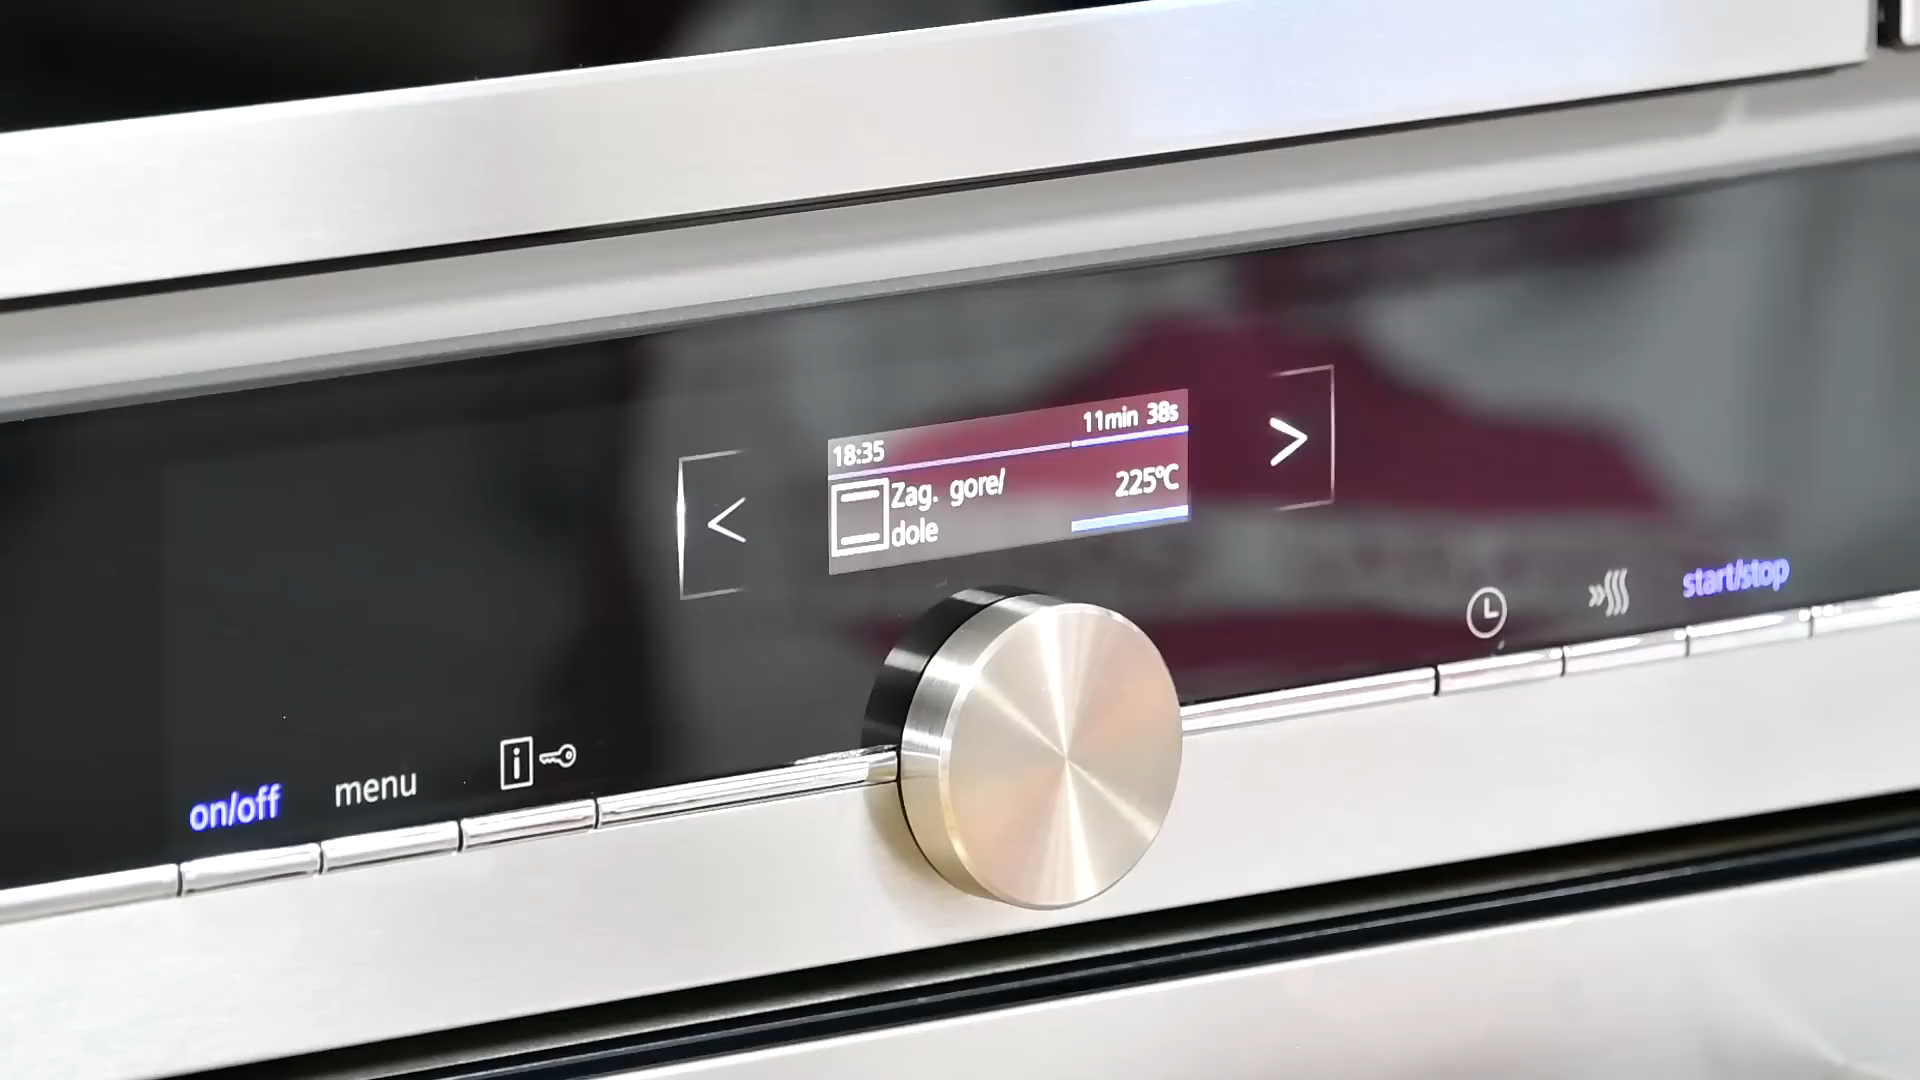 11min 38s
18:35
Zag. gore/
dole
225°C
<
>
start/stop
on/off
menu
i